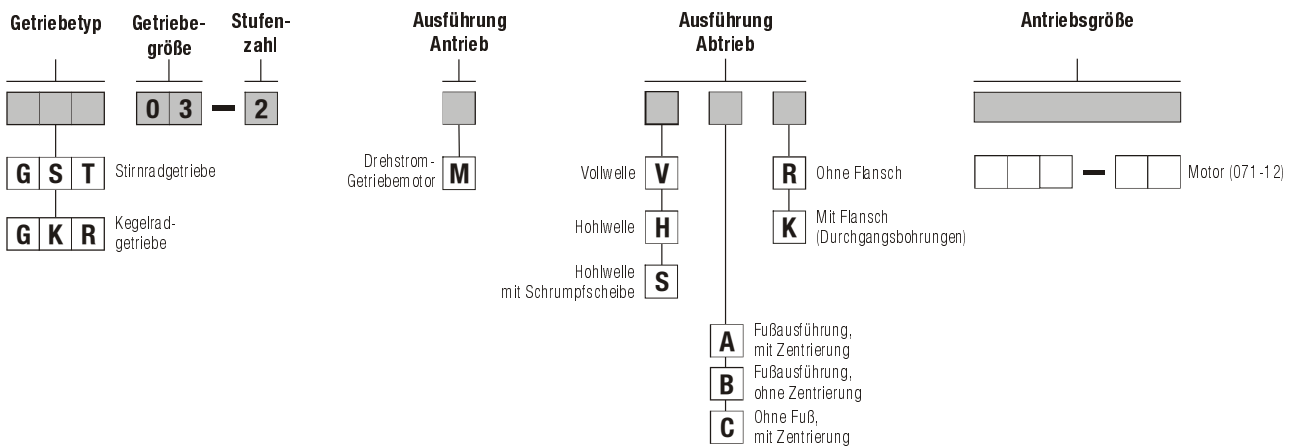 Getriebetyp
Getriebe-
größe
Stufen-
zahl
Ausführung
Antrieb
Ausführung
Abtrieb
Antriebsgröße
0 3 - 2
G S T Stirnradgetriebe
G K R Kegelrad-
getriebe
Drehstrom-
Getriebemotor M
Vollwelle V
Hohlwelle H
Hohlwelle
mit Schrumpfscheibe S
R Ohne Flansch
K Mit Flansch
(Durchgangsbohrungen)
A Fußausführung,
mit Zentrierung
B Fußausführung,
ohne Zentrierung
C Ohne Fuß,
mit Zentrierung
- Motor (071-12)